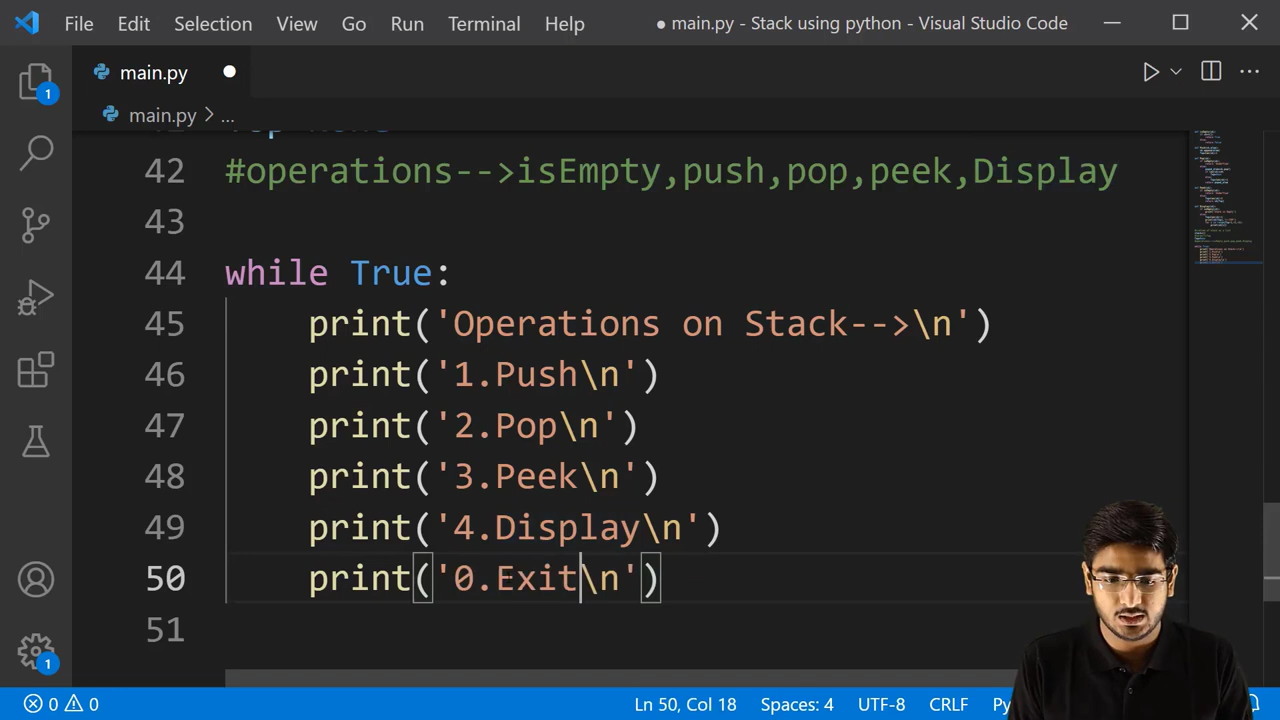 File Edit Selection View Go Run Terminal Help ● main.py - Stack using python - Visual Studio Code
main.py
main.py > ...
42 #operations-->isEmpty,push,pop,peek,Display
43
44 while True:
45 print('Operations on Stack-->\n')
46 print('1.Push\n')
47 print('2.Pop\n')
48 print('3.Peek\n')
49 print('4.Display\n')
50 print('0.Exit\n')
51
1
1
0 0 Ln 50, Col 18 Spaces: 4 UTF-8 CRLF Py